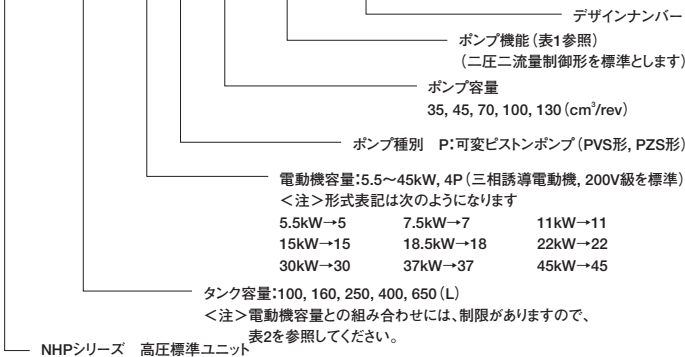 デザインナンバー
ポンプ機能（表1参照）
（二圧二流量制御形を標準とします）
ポンプ容量
35, 45, 70, 100, 130（cm³/rev）
ポンプ種別　P：可変ピストンポンプ（PVS形, PZS形）
電動機容量：5.5〜45kW, 4P（三相誘導電動機, 200V級を標準）
＜注＞形式表記は次のようになります
5.5kW→5　7.5kW→7　11kW→11
15kW→15　18.5kW→18　22kW→22
30kW→30　37kW→37　45kW→45
タンク容量：100, 160, 250, 400, 650（L）
＜注＞電動機容量との組み合わせには、制限がありますので、
表2を参照してください。
NHPシリーズ　高圧標準ユニット